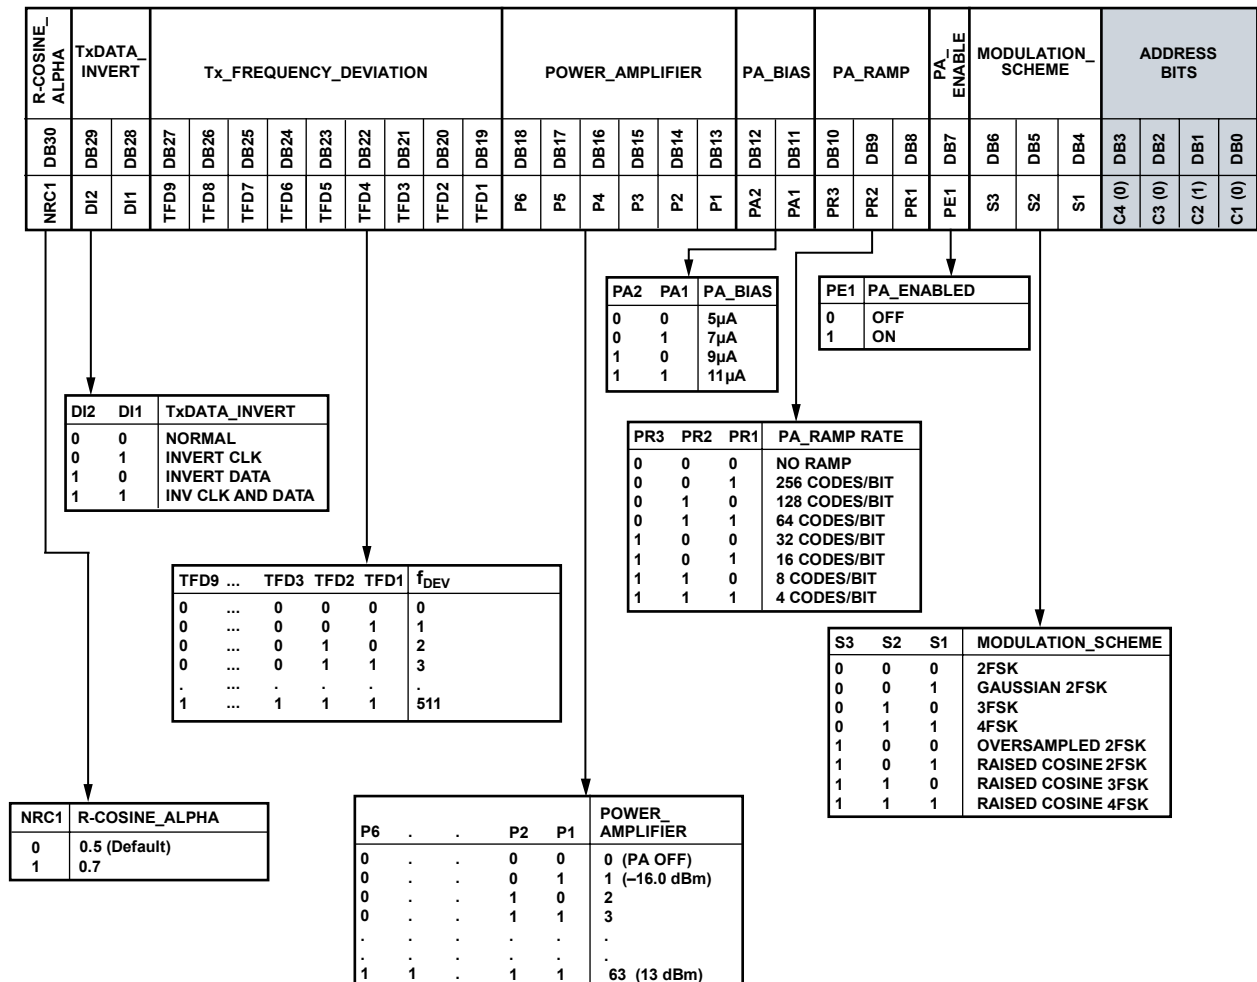 R-COSINE_ALPHA TxDATA_INVERT Tx_FREQUENCY_DEVIATION POWER_AMPLIFIER PA_BIAS PA_RAMP PA_ENABLE MODULATION_SCHEME ADDRESS BITS
DB30 DB29 DB28 DB27 DB26 DB25 DB24 DB23 DB22 DB21 DB20 DB19 DB18 DB17 DB16 DB15 DB14 DB13 DB12 DB11 DB10 DB9 DB8 DB7 DB6 DB5 DB4 DB3 DB2 DB1 DB0
NRC1 DI2 DI1 TFD9 TFD8 TFD7 TFD6 TFD5 TFD4 TFD3 TFD2 TFD1 P6 P5 P4 P3 P2 P1 PA2 PA1 PR3 PR2 PR1 PE1 S3 S2 S1 C4 (0) C3 (0) C2 (1) C1 (0)
PA2 PA1 PA_BIAS
0 0 5µA
0 1 7µA
1 0 9µA
1 1 11µA
PE1 PA_ENABLED
0 OFF
1 ON
DI2 DI1 TxDATA_INVERT
0 0 NORMAL
0 1 INVERT CLK
1 0 INVERT DATA
1 1 INV CLK AND DATA
PR3 PR2 PR1 PA_RAMP RATE
0 0 0 NO RAMP
0 0 1 256 CODES/BIT
0 1 0 128 CODES/BIT
0 1 1 64 CODES/BIT
1 0 0 32 CODES/BIT
1 0 1 16 CODES/BIT
1 1 0 8 CODES/BIT
1 1 1 4 CODES/BIT
TFD9 ... TFD3 TFD2 TFD1 fDEV
0 ... 0 0 0 0
0 ... 0 0 1 1
0 ... 0 1 0 2
0 ... 0 1 1 3
. ... . . . .
1 ... 1 1 1 511
S3 S2 S1 MODULATION_SCHEME
0 0 0 2FSK
0 0 1 GAUSSIAN 2FSK
0 1 0 3FSK
0 1 1 4FSK
1 0 0 OVERSAMPLED 2FSK
1 0 1 RAISED COSINE 2FSK
1 1 0 RAISED COSINE 3FSK
1 1 1 RAISED COSINE 4FSK
NRC1 R-COSINE_ALPHA
0 0.5 (Default)
1 0.7
P6 . . P2 P1 POWER_AMPLIFIER
0 . . 0 0 0 (PA OFF)
0 . . 0 1 1 (–16.0 dBm)
0 . . 1 0 2
0 . . 1 1 3
. . . . . .
. . . . . .
1 1 . 1 1 63 (13 dBm)